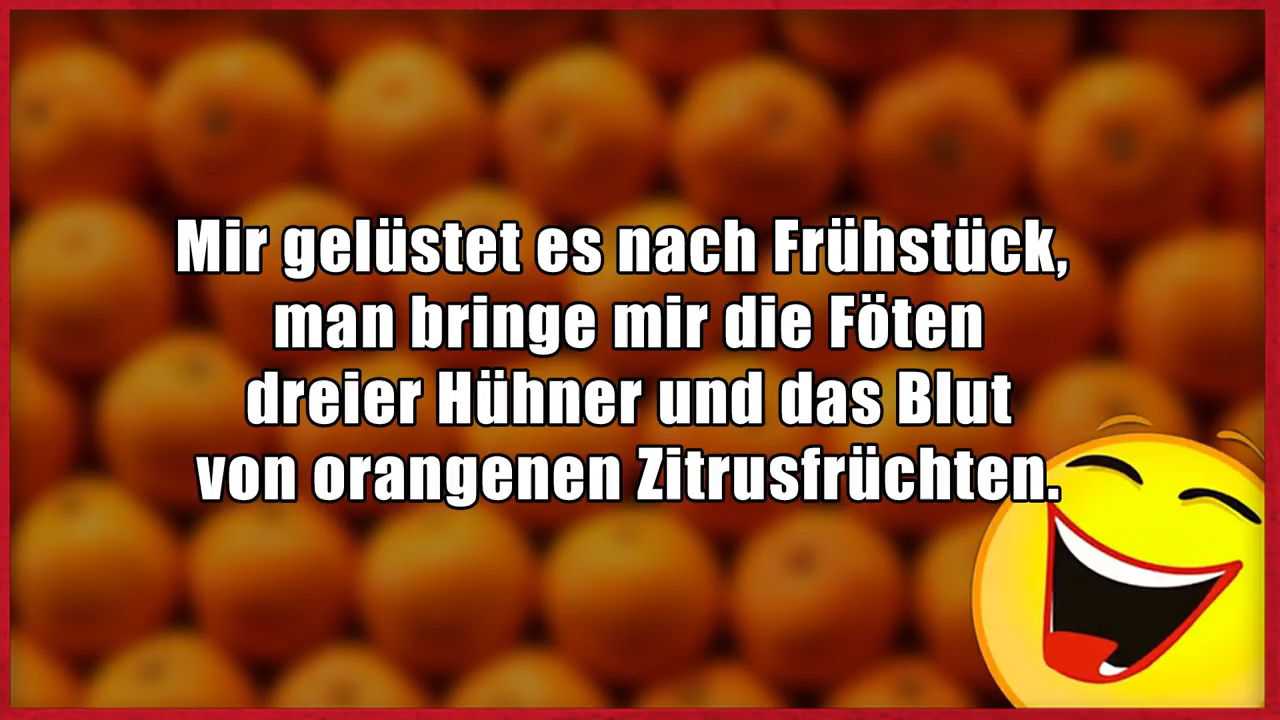 Mir gelüstet es nach Frühstück,
man bringe mir die Föten
dreier Hühner und das Blut
von orangenen Zitrusfrüchten.